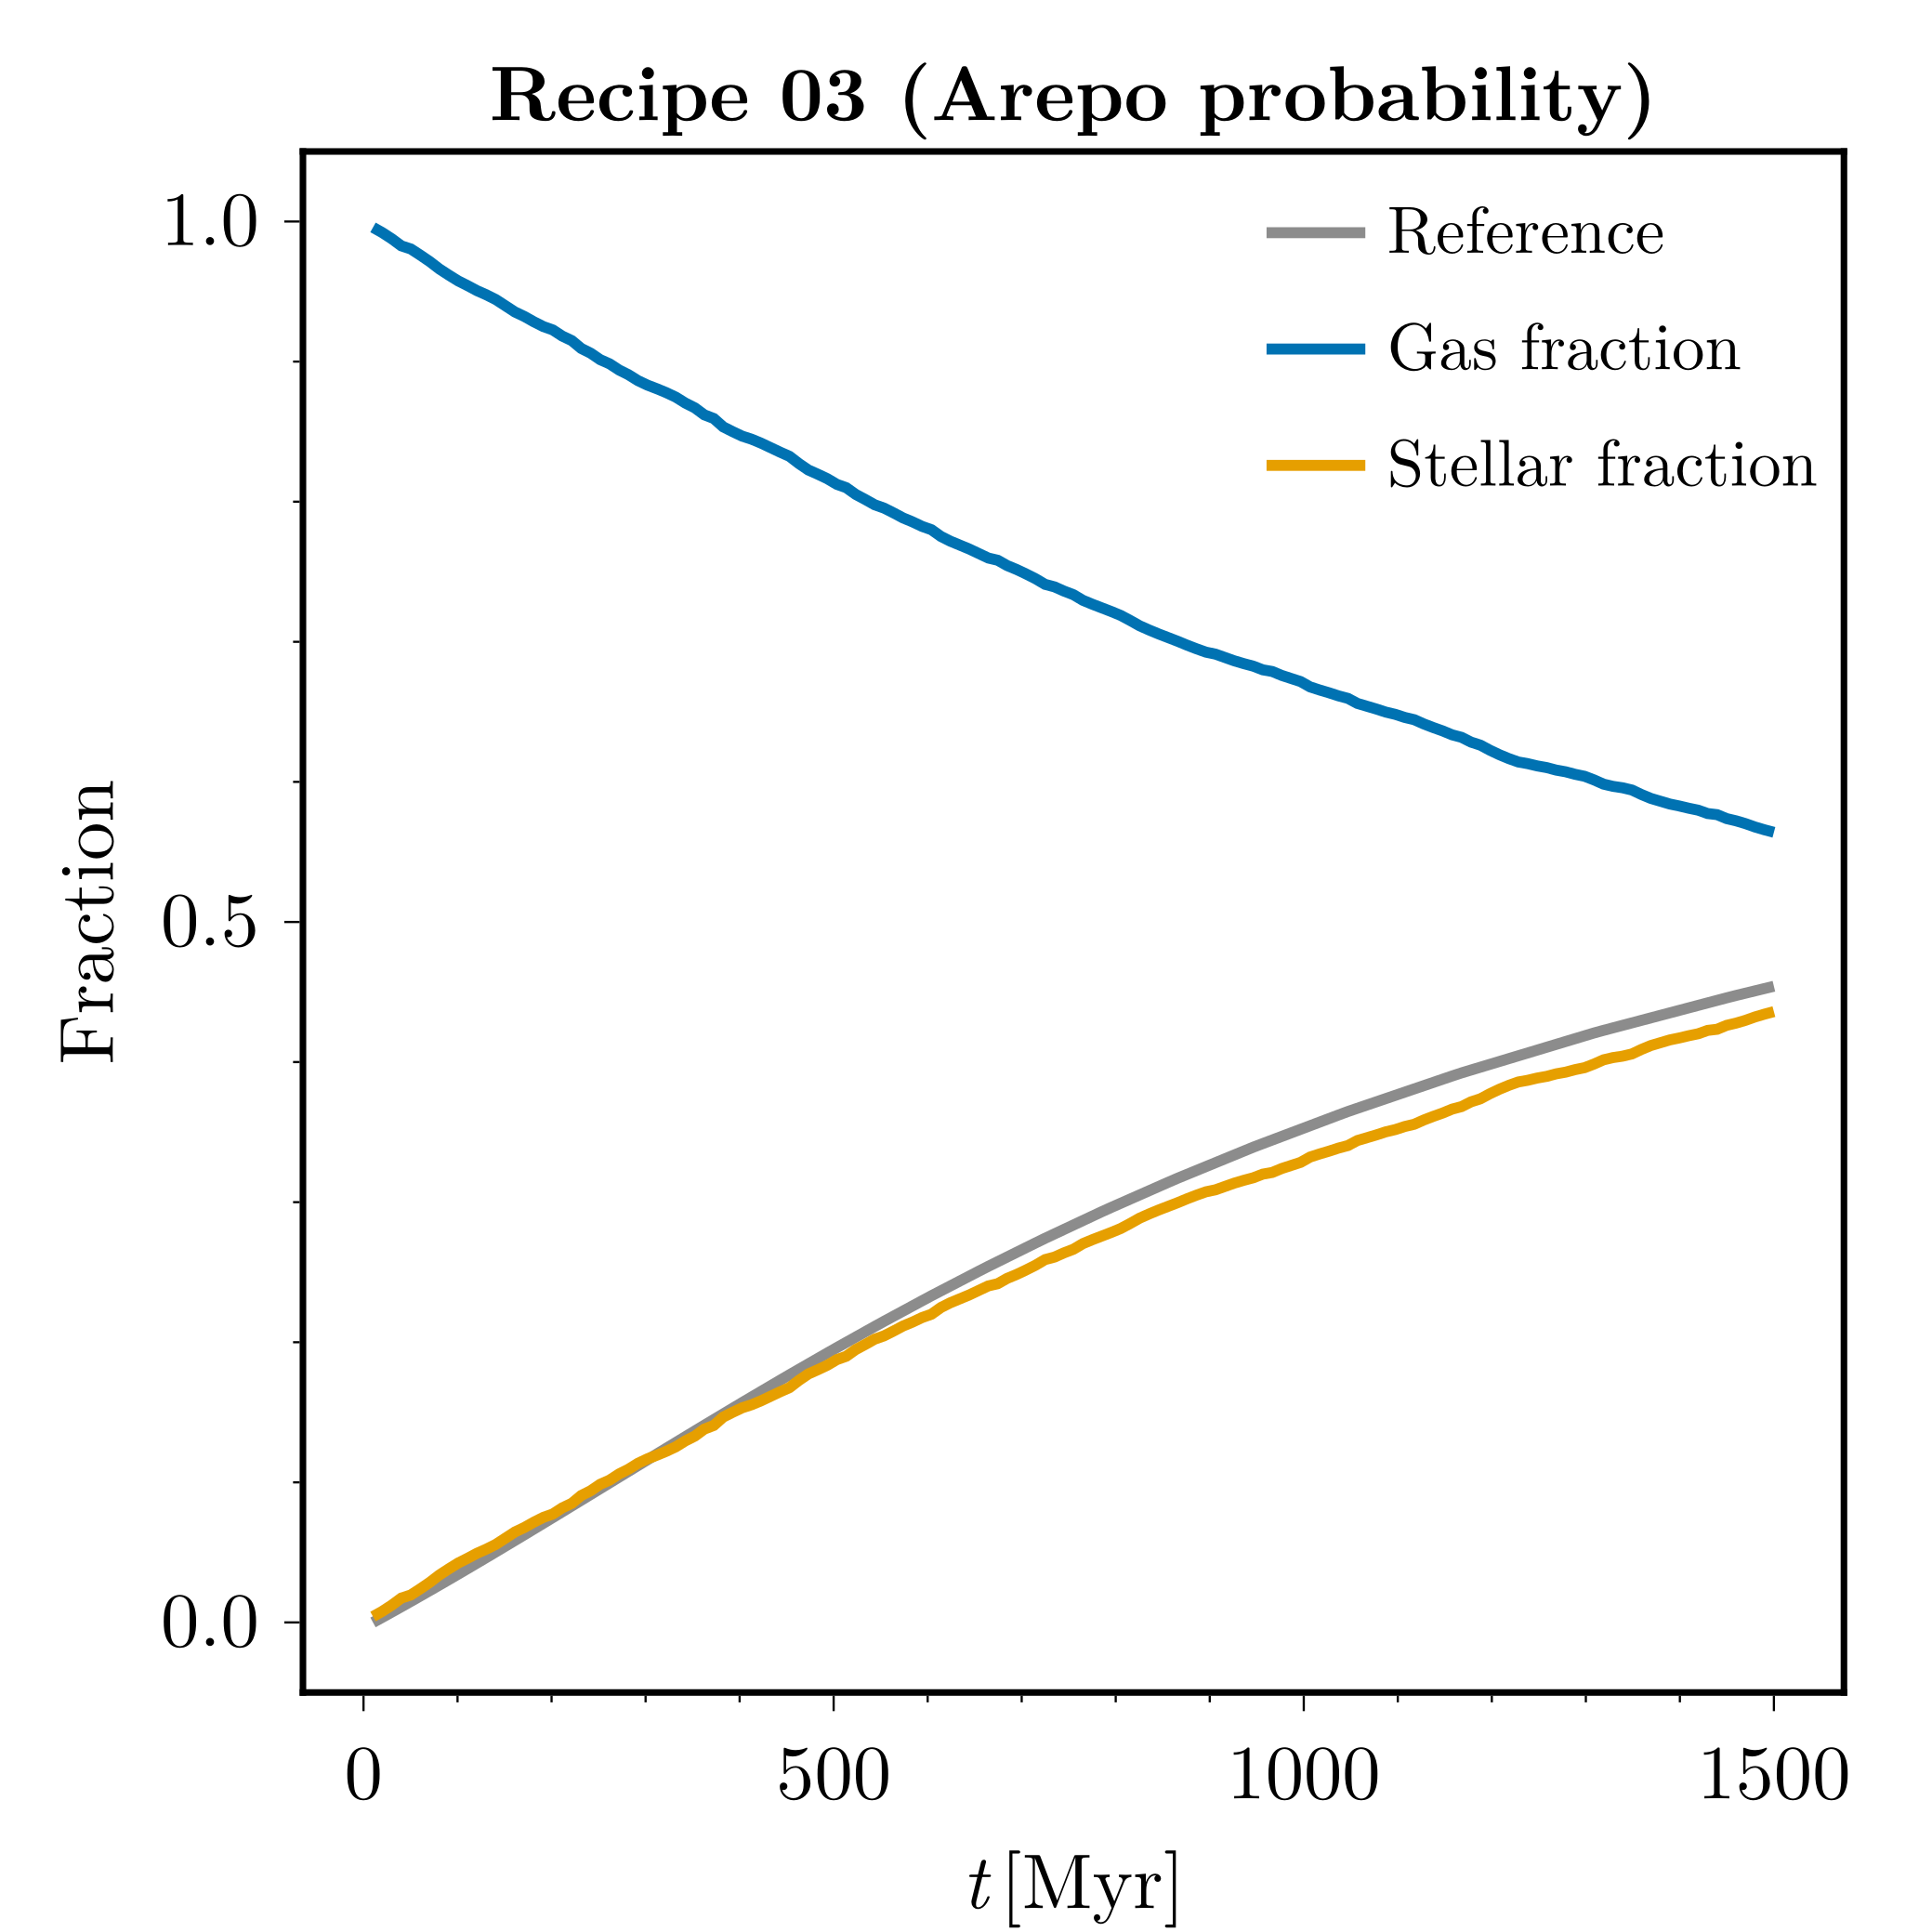 Recipe 03 (Arepo probability)
Reference
Gas fraction
Stellar fraction
1.0
0.5
0.0
Fraction
0 500 1000 1500
t [Myr]